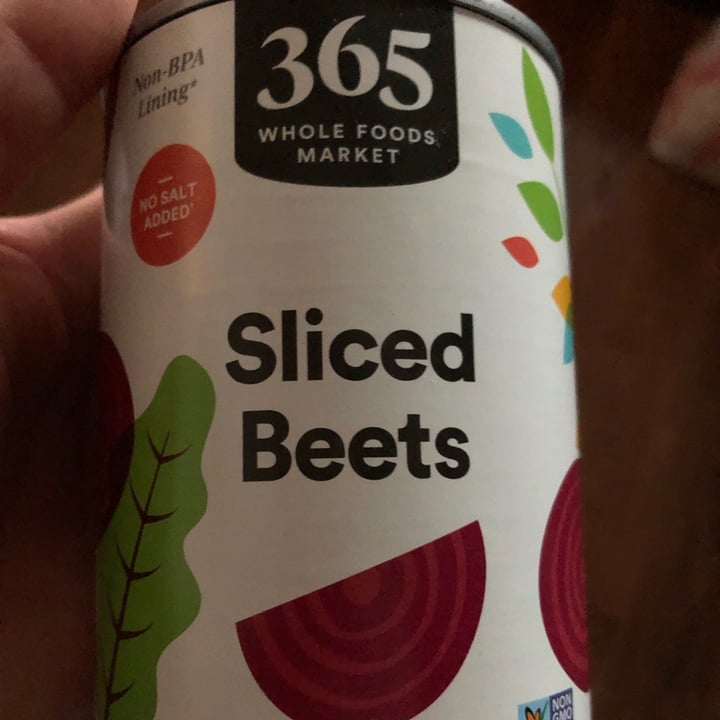 Non-BPA
Lining*
365
WHOLE FOODS
MARKET
NO SALT
ADDED†
Sliced
Beets
NON
GMO